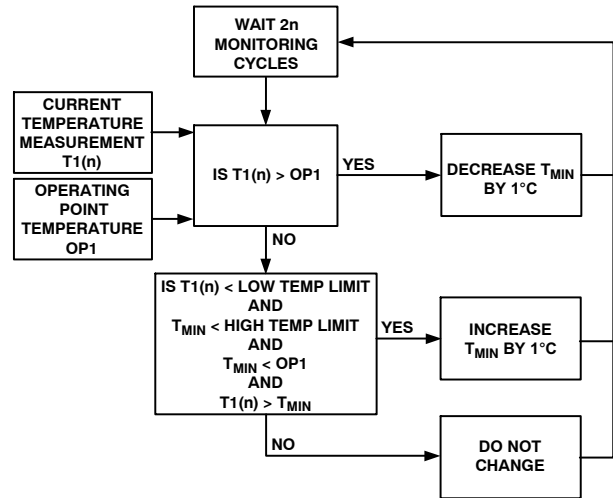 WAIT 2n
MONITORING
CYCLES
CURRENT
TEMPERATURE
MEASUREMENT
T1(n)
OPERATING
POINT
TEMPERATURE
OP1
IS T1(n) > OP1
YES
DECREASE TMIN
BY 1°C
NO
IS T1(n) < LOW TEMP LIMIT
AND
TMIN < HIGH TEMP LIMIT
AND
TMIN < OP1
AND
T1(n) > TMIN
YES
INCREASE
TMIN BY 1°C
NO
DO NOT
CHANGE